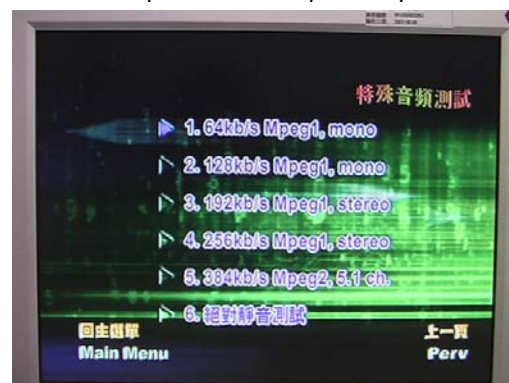 特殊音頻測試
1. 64kb/s Mpeg1, mono
2. 128kb/s Mpeg1, mono
3. 192kb/s Mpeg1, stereo
4. 256kb/s Mpeg1, stereo
5. 384kb/s Mpeg2, 5.1 ch.
6. 絕對靜音測試
回主選單
Main Menu
上一頁
Perv